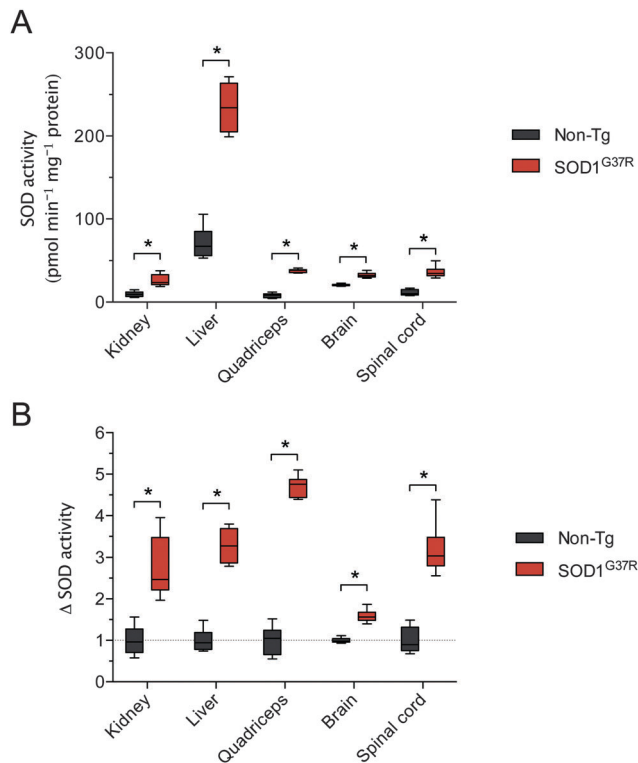 A
SOD activity
(pmol min⁻¹ mg⁻¹ protein)
300
200
100
0
*
*
*
*
*
Kidney
Liver
Quadriceps
Brain
Spinal cord
Non-Tg
SOD1ᴳ³⁷ᴿ
B
Δ SOD activity
6
5
4
3
2
1
0
*
*
*
*
*
Kidney
Liver
Quadriceps
Brain
Spinal cord
Non-Tg
SOD1ᴳ³⁷ᴿ